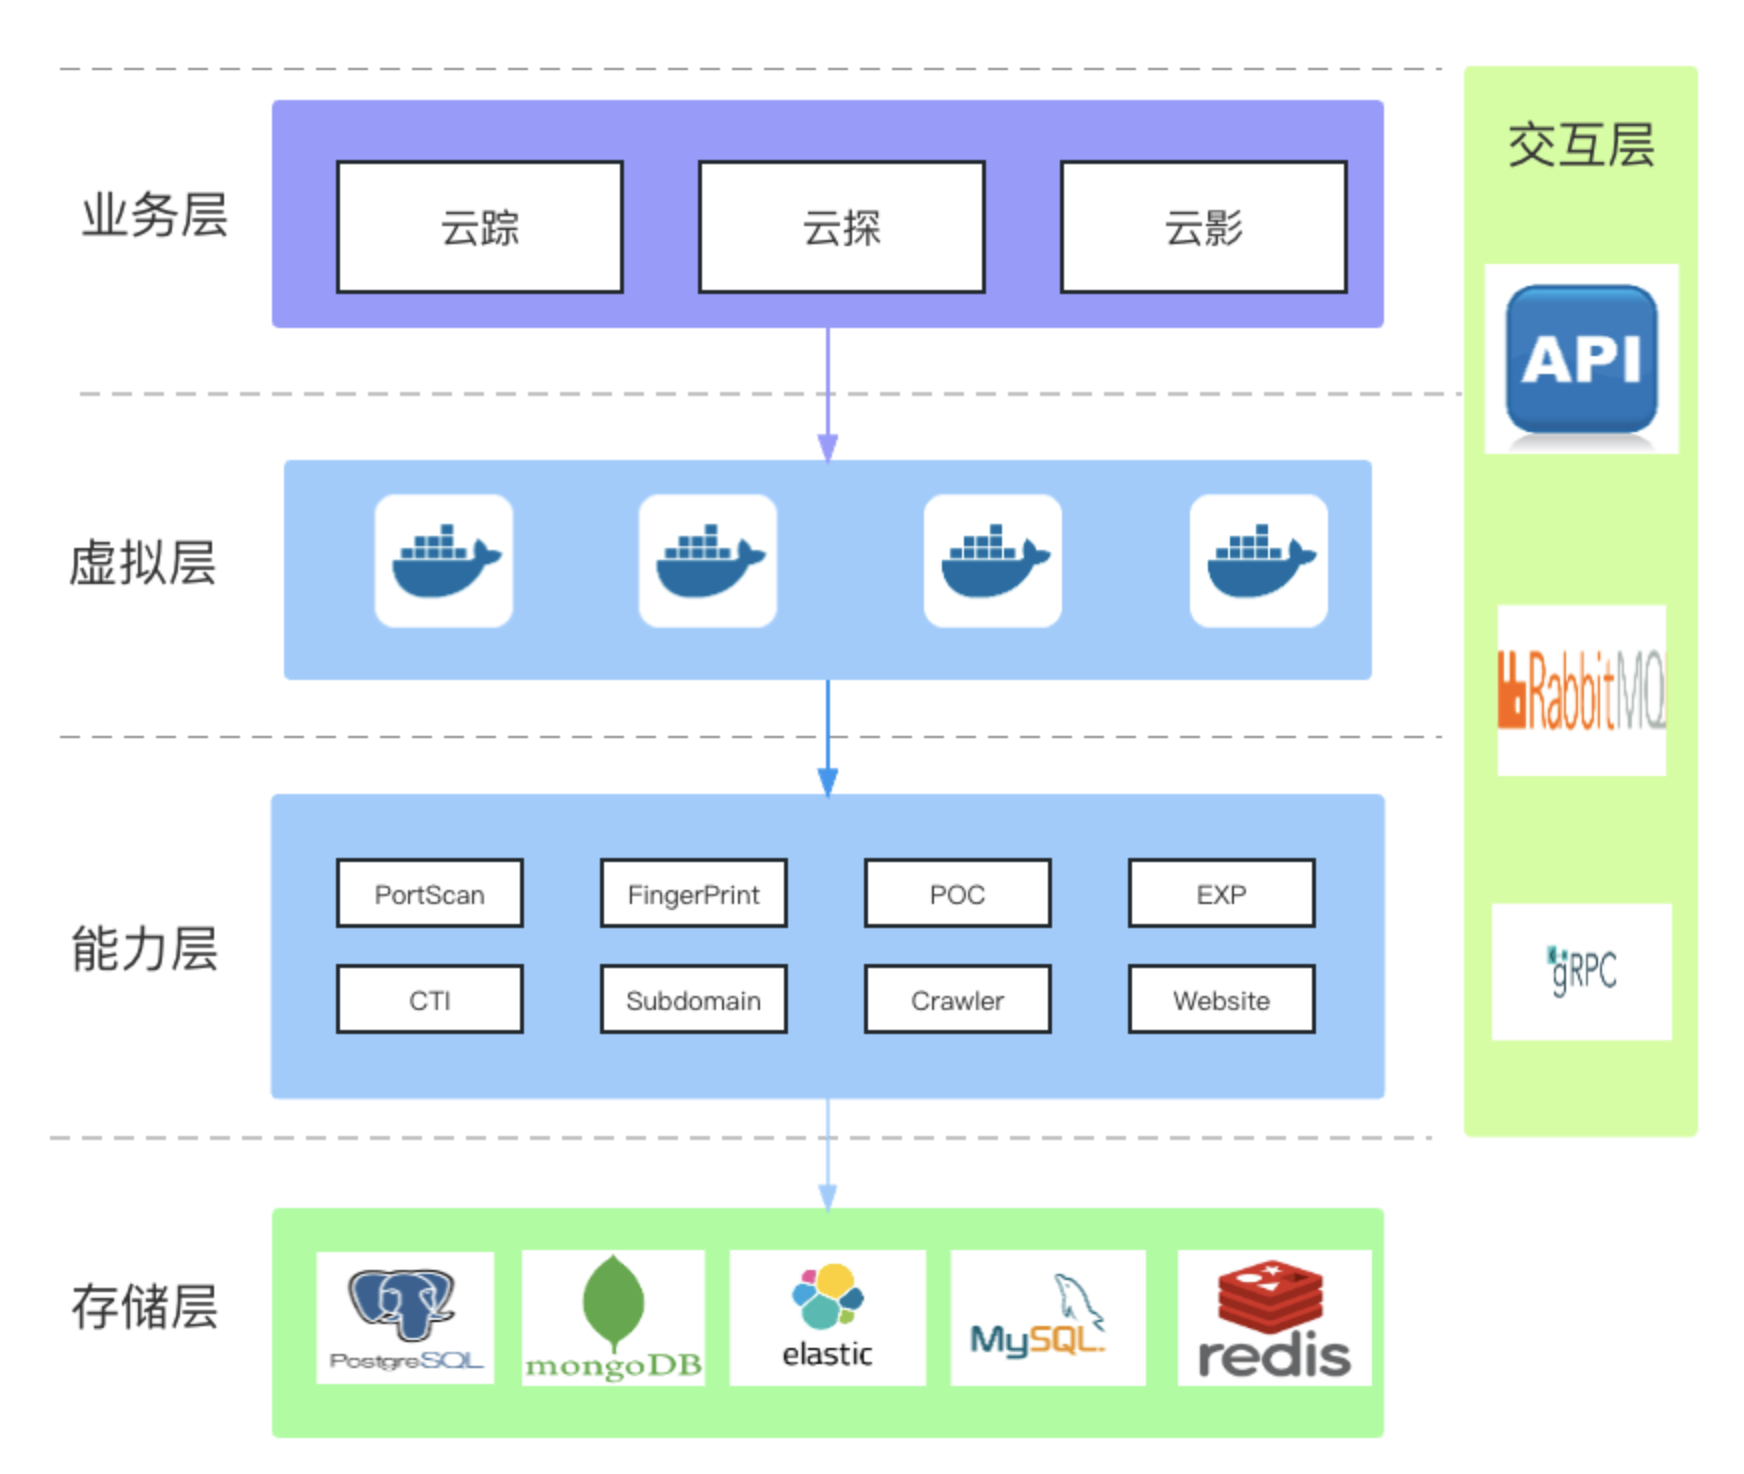 业务层
云踪
云探
云影
交互层
API
RabbitMQ
gRPC
虚拟层
能力层
PortScan
FingerPrint
POC
EXP
CTI
Subdomain
Crawler
Website
存储层
PostgreSQL
mongoDB
elastic
MySQL
redis